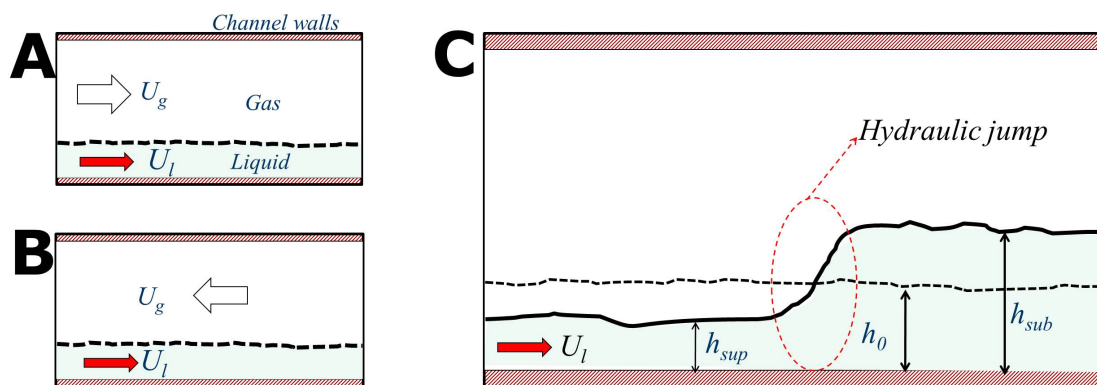 A
Channel walls
U_g
Gas
U_l
Liquid
B
U_g
U_l
C
Hydraulic jump
U_l
h_sup
h_0
h_sub